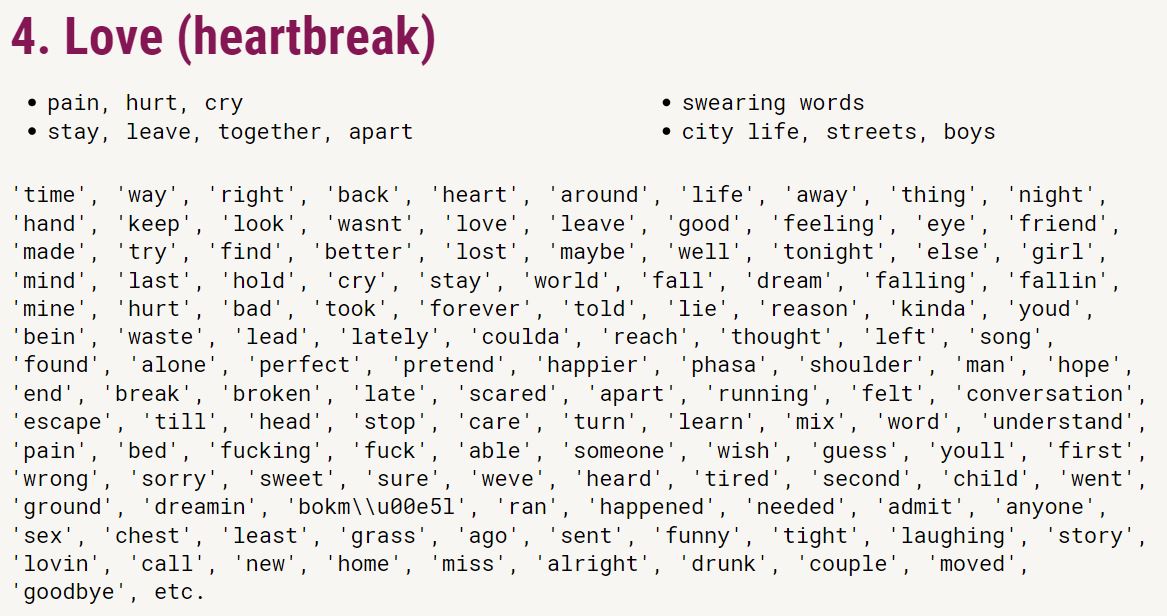 4. Love (heartbreak)
• pain, hurt, cry
• stay, leave, together, apart
• swearing words
• city life, streets, boys
'time', 'way', 'right', 'back', 'heart', 'around', 'life', 'away', 'thing', 'night',
'hand', 'keep', 'look', 'wasnt', 'love', 'leave', 'good', 'feeling', 'eye', 'friend',
'made', 'try', 'find', 'better', 'lost', 'maybe', 'well', 'tonight', 'else', 'girl',
'mind', 'last', 'hold', 'cry', 'stay', 'world', 'fall', 'dream', 'falling', 'fallin',
'mine', 'hurt', 'bad', 'took', 'forever', 'told', 'lie', 'reason', 'kinda', 'youd',
'bein', 'waste', 'lead', 'lately', 'coulda', 'reach', 'thought', 'left', 'song',
'found', 'alone', 'perfect', 'pretend', 'happier', 'phasa', 'shoulder', 'man', 'hope',
'end', 'break', 'broken', 'late', 'scared', 'apart', 'running', 'felt', 'conversation',
'escape', 'till', 'head', 'stop', 'care', 'turn', 'learn', 'mix', 'word', 'understand',
'pain', 'bed', 'fucking', 'fuck', 'able', 'someone', 'wish', 'guess', 'youll', 'first',
'wrong', 'sorry', 'sweet', 'sure', 'weve', 'heard', 'tired', 'second', 'child', 'went',
'ground', 'dreamin', 'bokm\\u00e5l', 'ran', 'happened', 'needed', 'admit', 'anyone',
'sex', 'chest', 'least', 'grass', 'ago', 'sent', 'funny', 'tight', 'laughing', 'story',
'lovin', 'call', 'new', 'home', 'miss', 'alright', 'drunk', 'couple', 'moved',
'goodbye', etc.